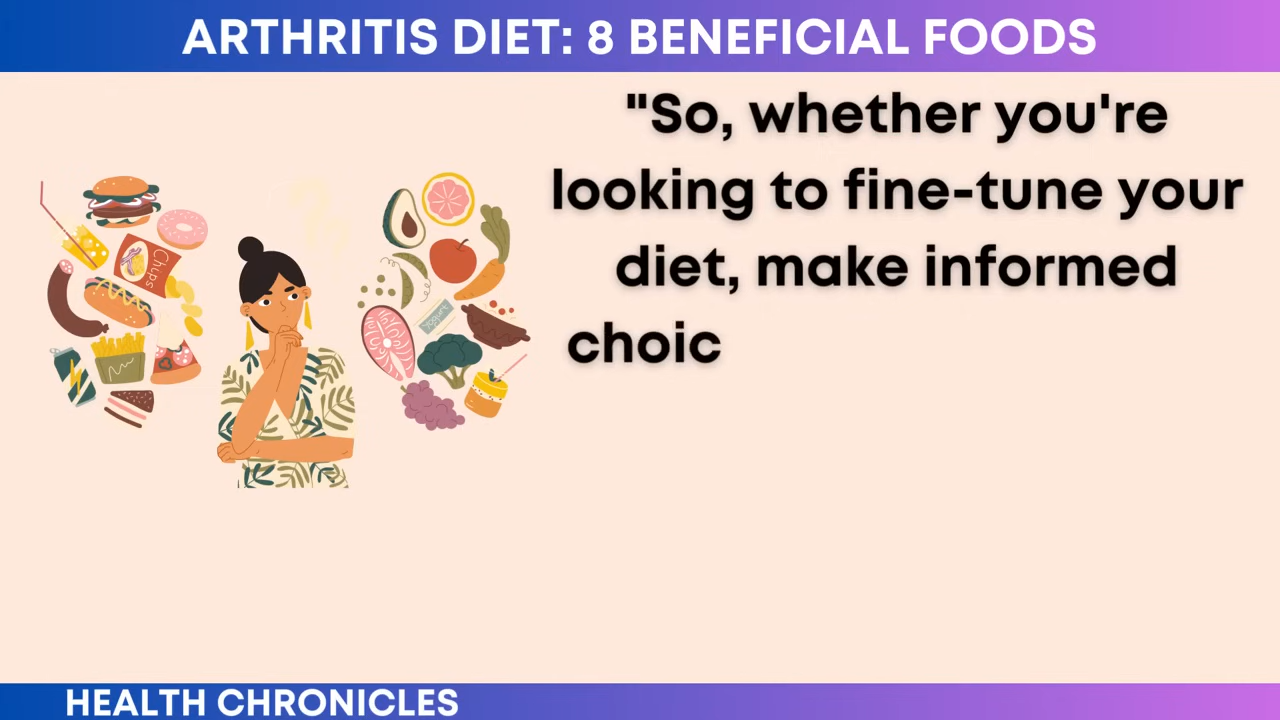 ARTHRITIS DIET: 8 BENEFICIAL FOODS
"So, whether you're
looking to fine-tune your
diet, make informed
choic
Chips
Yogurt
HEALTH CHRONICLES